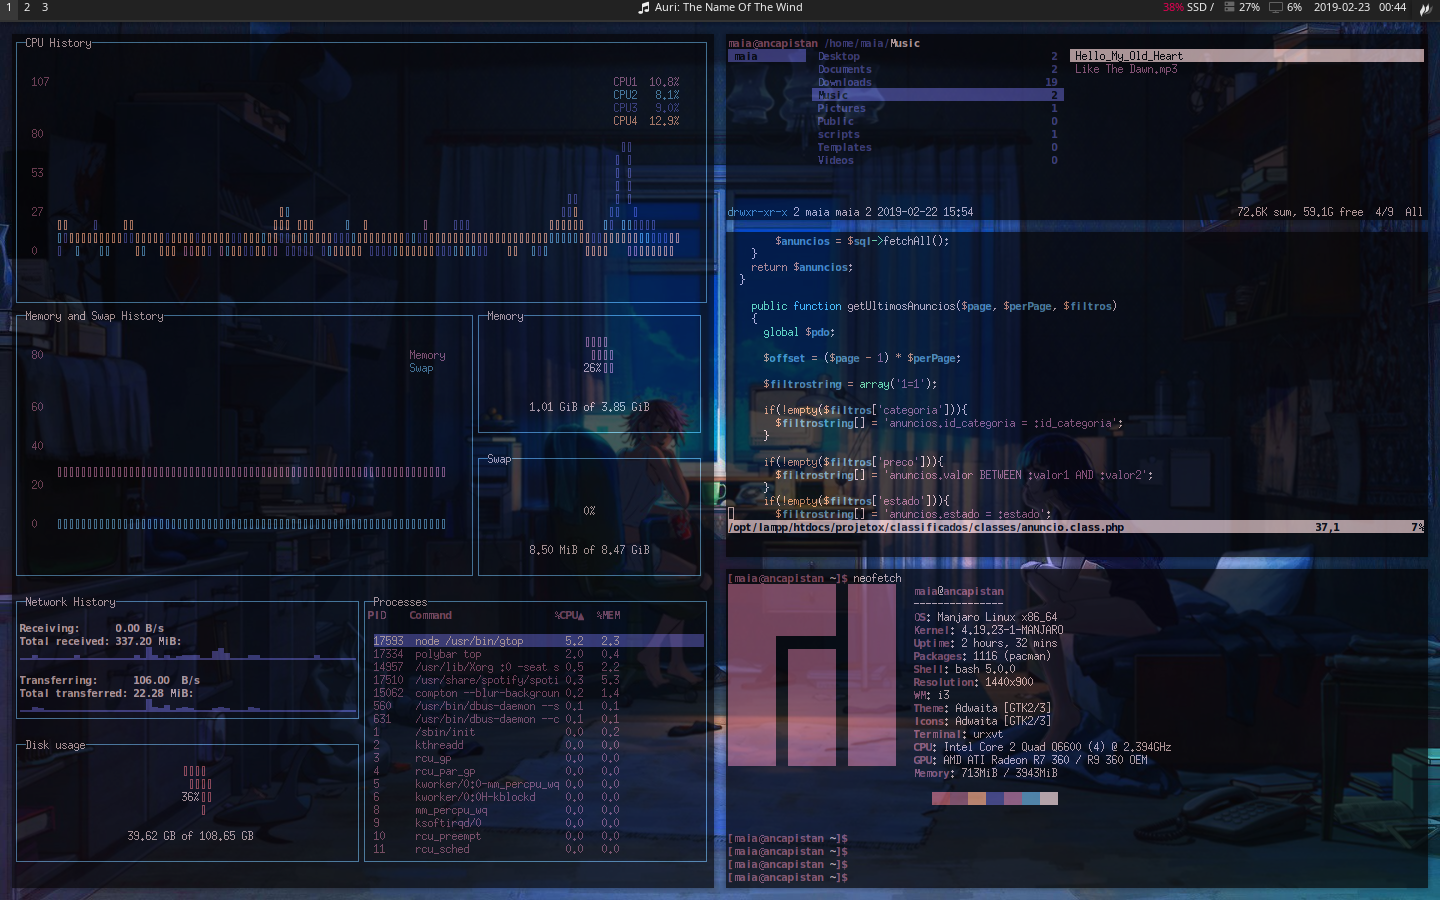 1 2 3
Auri: The Name Of The Wind
38% SSD / 27% 6% 2019-02-23 00:44
CPU History
107
80
53
27
0
CPU1 10.8%
CPU2 8.1%
CPU3 9.0%
CPU4 12.9%
Memory and Swap History
80
60
40
20
0
Memory
Swap
Memory
26%
1.01 GiB of 3.85 GiB
Swap
0%
8.50 MiB of 8.47 GiB
Network History
Receiving: 0.00 B/s
Total received: 337.20 MiB:
Transferring: 106.00 B/s
Total transferred: 22.28 MiB:
Disk usage
36%
39.62 GB of 108.65 GB
Processes
PID Command %CPU▲ %MEM
17593 node /usr/bin/gtop 5.2 2.3
17334 polybar top 2.0 0.4
14957 /usr/lib/Xorg :0 -seat s 0.5 2.2
17510 /usr/share/spotify/spoti 0.3 5.3
15062 compton --blur-backgroun 0.2 1.4
560 /usr/bin/dbus-daemon --s 0.1 0.1
631 /usr/bin/dbus-daemon --c 0.1 0.1
1 /sbin/init 0.0 0.2
2 kthreadd 0.0 0.0
3 rcu_gp 0.0 0.0
4 rcu_par_gp 0.0 0.0
5 kworker/0:0-mm_percpu_wq 0.0 0.0
6 kworker/0:0H-kblockd 0.0 0.0
8 mm_percpu_wq 0.0 0.0
9 ksoftirqd/0 0.0 0.0
10 rcu_preempt 0.0 0.0
11 rcu_sched 0.0 0.0
maia@ancapistan /home/maia/Music
maia
Desktop 2
Documents 2
Downloads 19
Music 2
Pictures 1
Public 0
scripts 1
Templates 0
Videos 0
Hello_My_Old_Heart
Like The Dawn.mp3
drwxr-xr-x 2 maia maia 2 2019-02-22 15:54 72.6K sum, 59.1G free 4/9 All
$anuncios = $sql->fetchAll();
}
return $anuncios;
}
public function getUltimosAnuncios($page, $perPage, $filtros)
{
global $pdo;
$offset = ($page - 1) * $perPage;
$filtrostring = array('1=1');
if(!empty($filtros['categoria'])){
$filtrostring[] = 'anuncios.id_categoria = :id_categoria';
}
if(!empty($filtros['preco'])){
$filtrostring[] = 'anuncios.valor BETWEEN :valor1 AND :valor2';
}
if(!empty($filtros['estado'])){
$filtrostring[] = 'anuncios.estado = :estado';
/opt/lampp/htdocs/projetox/classificados/classes/anuncio.class.php 37,1 7%
[maia@ancapistan ~]$ neofetch
maia@ancapistan
---------------
OS: Manjaro Linux x86_64
Kernel: 4.19.23-1-MANJARO
Uptime: 2 hours, 32 mins
Packages: 1116 (pacman)
Shell: bash 5.0.0
Resolution: 1440x900
WM: i3
Theme: Adwaita [GTK2/3]
Icons: Adwaita [GTK2/3]
Terminal: urxvt
CPU: Intel Core 2 Quad Q6600 (4) @ 2.394GHz
GPU: AMD ATI Radeon R7 360 / R9 360 OEM
Memory: 713MiB / 3943MiB
[maia@ancapistan ~]$
[maia@ancapistan ~]$
[maia@ancapistan ~]$
[maia@ancapistan ~]$